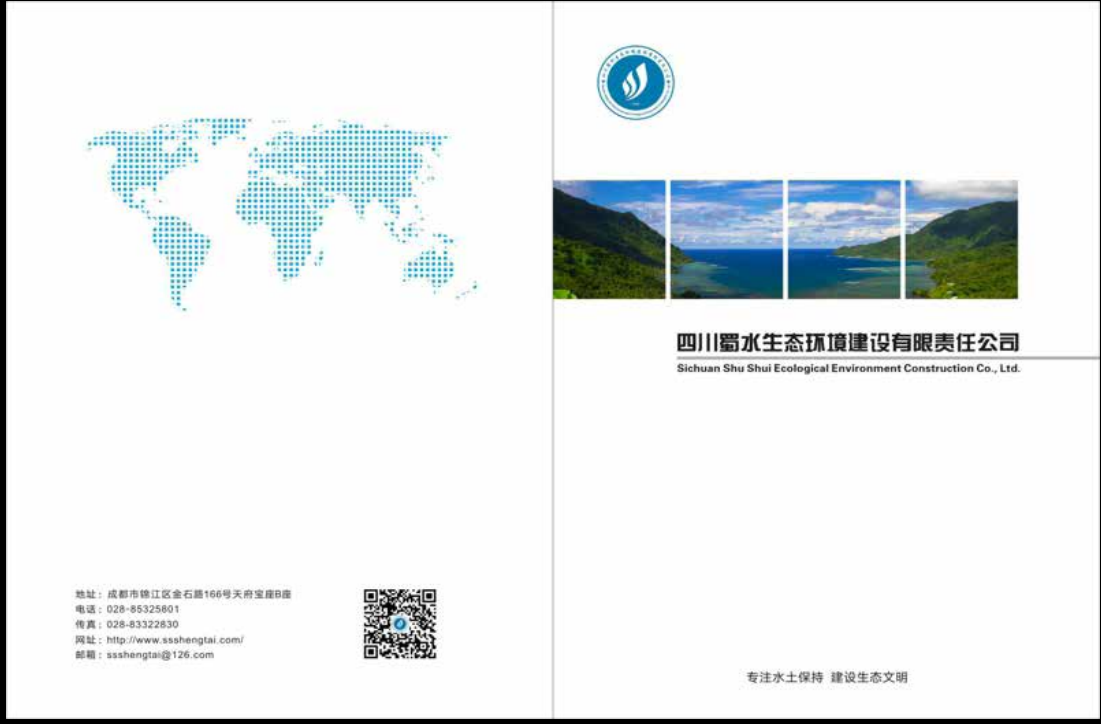 四川蜀水生态环境建设有限责任公司
Sichuan Shu Shui Ecological Environment Construction Co., Ltd.
专注水土保持 建设生态文明
地址：成都市锦江区金石路166号天府宝座B座
电话：028-85325801
传真：028-83322830
网址：http://www.ssshengtai.com/
邮箱：ssshengtai@126.com